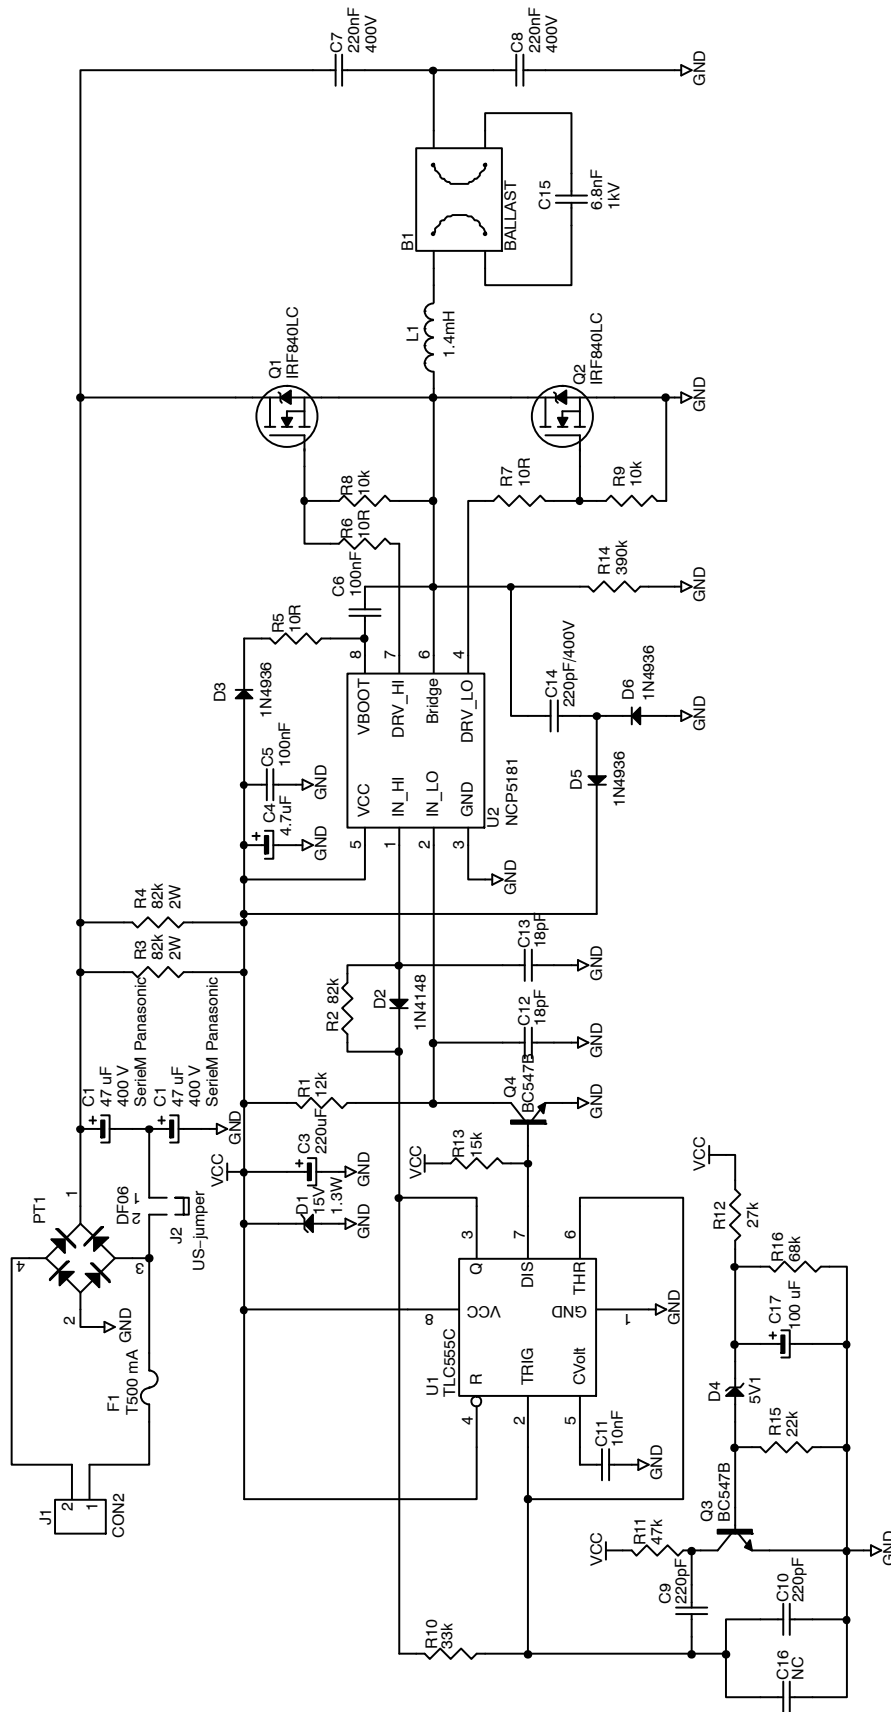 J1
2
1
CON2
F1
T500 mA
PT1
4
1
2
3
DF06
GND
2 1
J2
US-jumper
C1
47 uF
400 V
SerieM Panasonic
C1
47 uF
400 V
SerieM Panasonic
GND
R3
82k
2W
R4
82k
2W
C7
220nF
400V
C8
220nF
400V
GND
VCC
D1
15V
1.3W
GND
C3
220uF
GND
R1
12k
C4
4.7uF
GND
C5
100nF
GND
D3
1N4936
R5
10R
C6
100nF
R6
10R
R8
10k
Q1
IRF840LC
L1
1.4mH
B1
BALLAST
C15
6.8nF
1kV
R7
10R
R9
10k
Q2
IRF840LC
GND
R14
390k
GND
C14
220pF/400V
D6
1N4936
GND
D5
1N4936
5
VCC
VBOOT
8
1
IN_HI
DRV_HI
7
2
IN_LO
Bridge
6
3
GND
DRV_LO
4
U2
NCP5181
GND
R2 82k
D2
1N4148
C13
18pF
GND
C12
18pF
GND
Q4
BC547B
GND
VCC
R13
15k
U1
TLC555C
4
R
8
VCC
3
Q
2
TRIG
DIS
7
5
CVolt
GND
1
THR
6
GND
C11
10nF
GND
R10
33k
VCC
R11
47k
C9
220pF
Q3
BC547B
C16
NC
C10
220pF
GND
R15
22k
D4
5V1
C17
100 uF
R16
68k
R12
27k
VCC